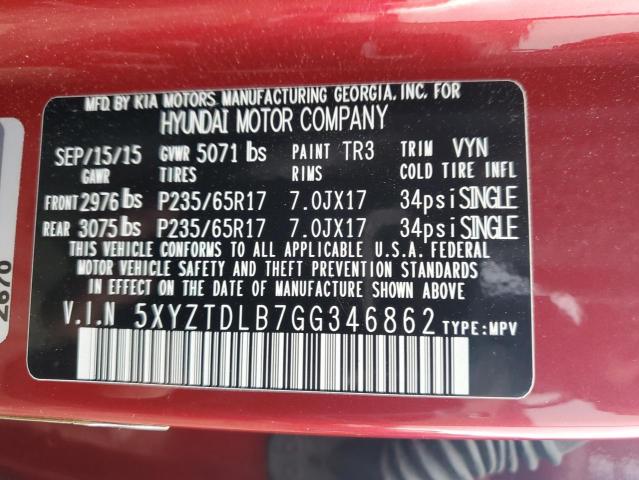 MFD. BY KIA MOTORS MANUFACTURING GEORGIA, INC. FOR
HYUNDAI MOTOR COMPANY
SEP/15/15 GVWR 5071 lbs PAINT TR3 TRIM VYN
GAWR TIRES RIMS COLD TIRE INFL
FRONT 2976 lbs P235/65R17 7.0JX17 34psi SINGLE
REAR 3075 lbs P235/65R17 7.0JX17 34psi SINGLE
THIS VEHICLE CONFORMS TO ALL APPLICABLE U.S.A. FEDERAL
MOTOR VEHICLE SAFETY AND THEFT PREVENTION STANDARDS
IN EFFECT ON THE DATE OF MANUFACTURE SHOWN ABOVE
V.I.N 5XYZTDLB7GG346862 TYPE:MPV